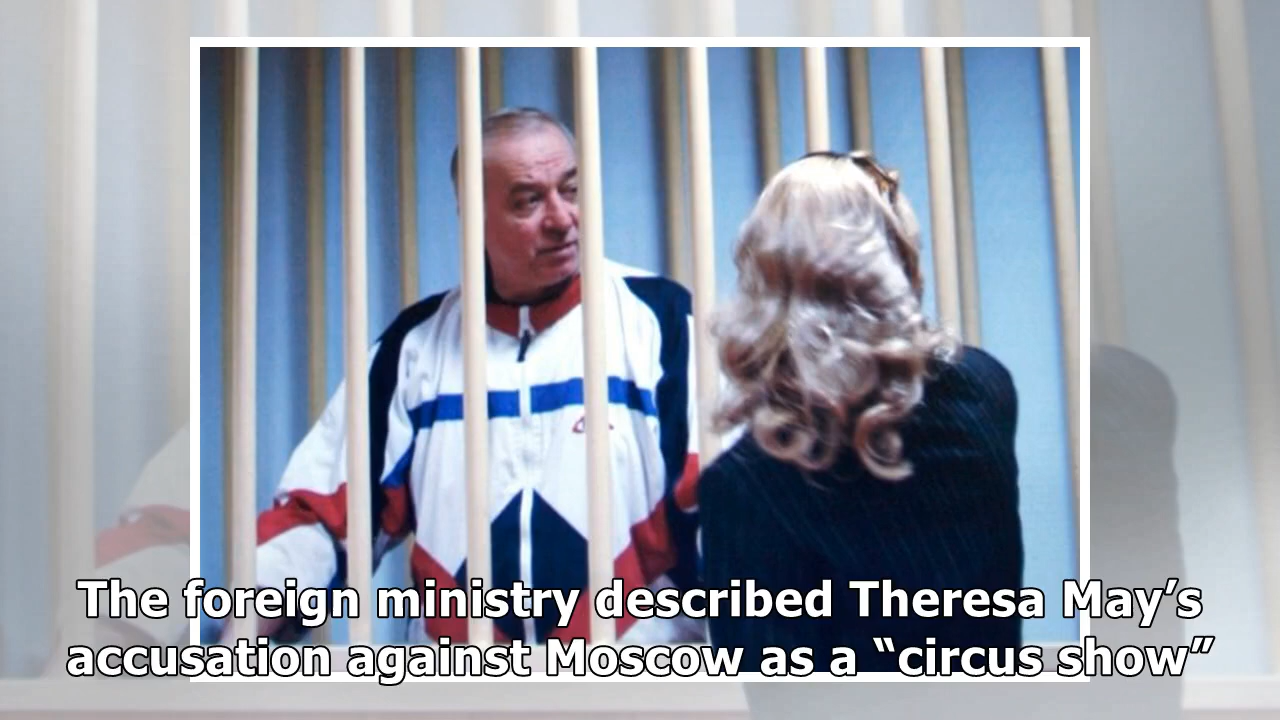 The foreign ministry described Theresa May’s
accusation against Moscow as a “circus show”